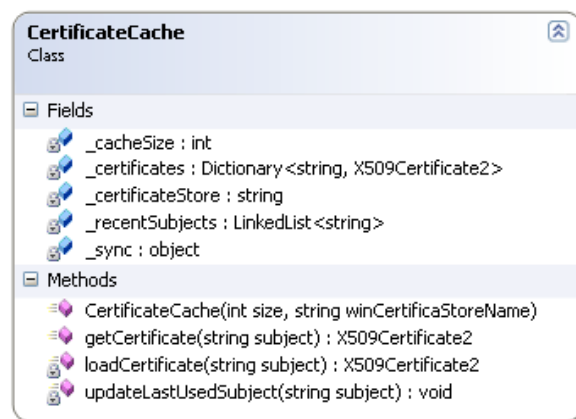 CertificateCache
Class
Fields
_cacheSize : int
_certificates : Dictionary<string, X509Certificate2>
_certificateStore : string
_recentSubjects : LinkedList<string>
_sync : object
Methods
CertificateCache(int size, string winCertificaStoreName)
getCertificate(string subject) : X509Certificate2
loadCertificate(string subject) : X509Certificate2
updateLastUsedSubject(string subject) : void